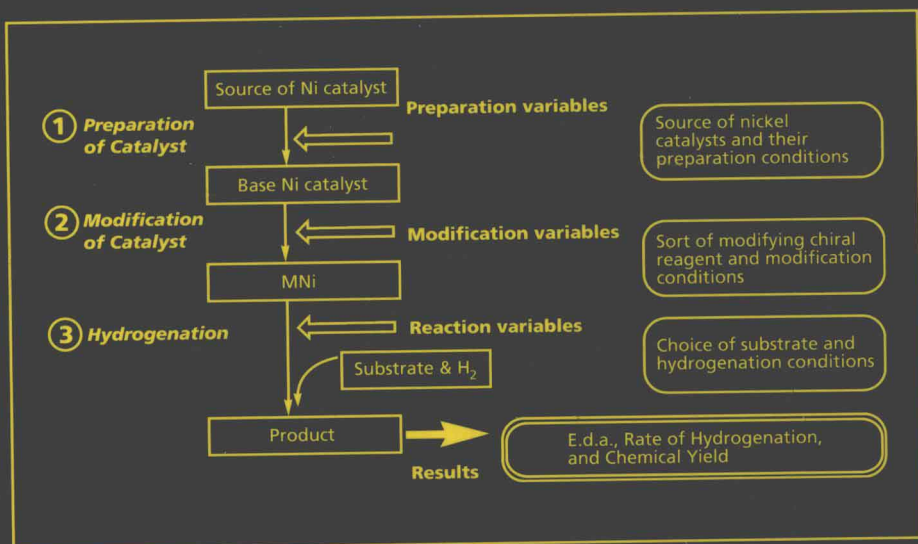 Source of Ni catalyst
1 Preparation
of Catalyst
Preparation variables
Source of nickel
catalysts and their
preparation conditions
Base Ni catalyst
2 Modification
of Catalyst
Modification variables
Sort of modifying chiral
reagent and modification
conditions
MNi
3 Hydrogenation
Reaction variables
Choice of substrate and
hydrogenation conditions
Substrate & H₂
Product
Results
E.d.a., Rate of Hydrogenation,
and Chemical Yield